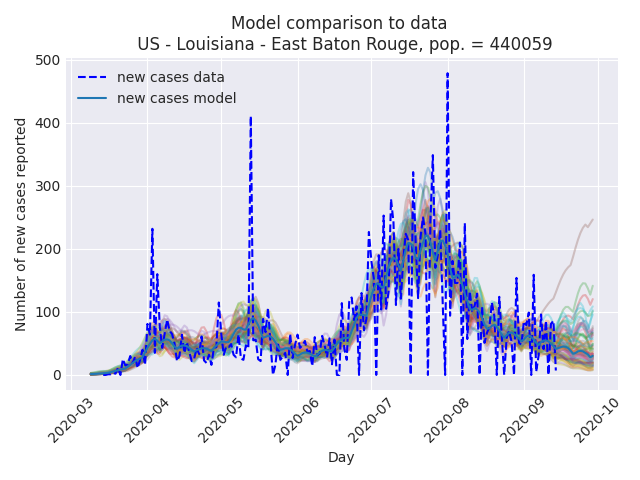 Model comparison to data
US - Louisiana - East Baton Rouge, pop. = 440059
500
400
300
200
100
0
Number of new cases reported
new cases data
new cases model
2020-03
2020-04
2020-05
2020-06
2020-07
2020-08
2020-09
2020-10
Day